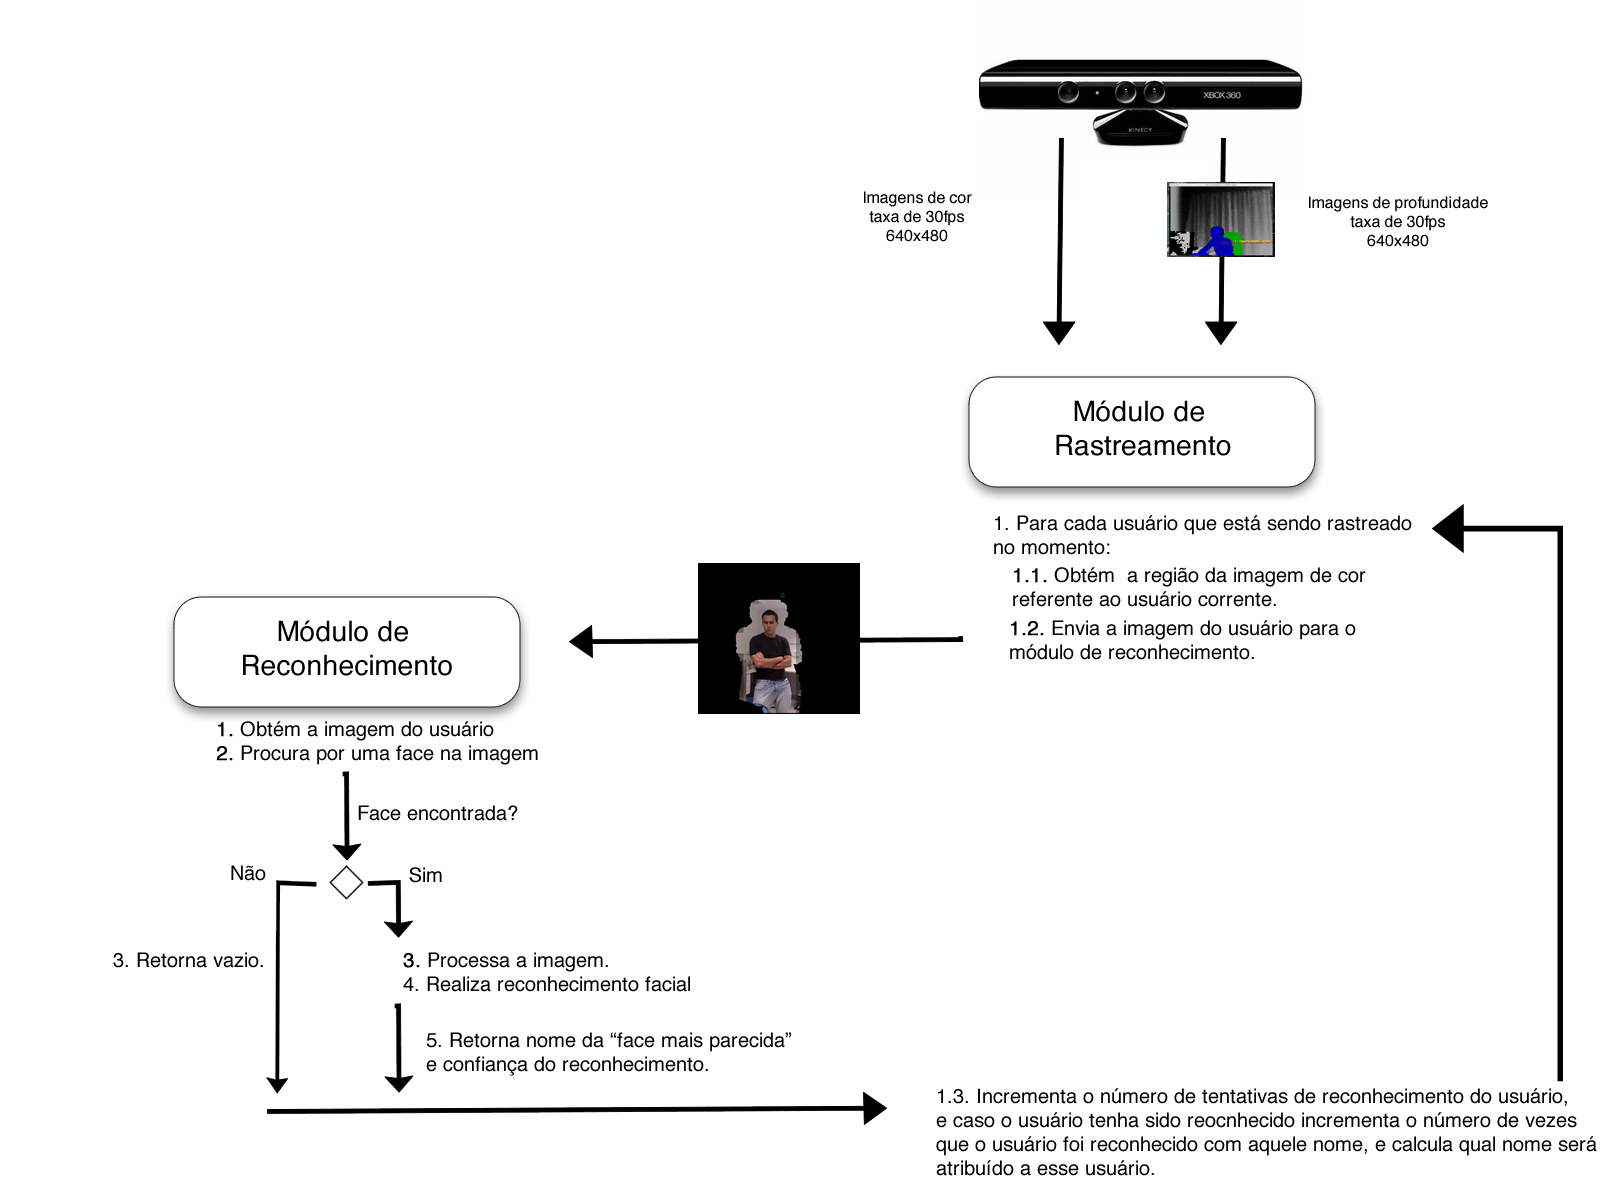 XBOX360
KINECT
Imagens de cor
taxa de 30fps
640x480
Imagens de profundidade
taxa de 30fps
640x480
Módulo de
Rastreamento
1. Para cada usuário que está sendo rastreado
no momento:
1.1. Obtém a região da imagem de cor
referente ao usuário corrente.
1.2. Envia a imagem do usuário para o
módulo de reconhecimento.
Módulo de
Reconhecimento
1. Obtém a imagem do usuário
2. Procura por uma face na imagem
Face encontrada?
Não
Sim
3. Retorna vazio.
3. Processa a imagem.
4. Realiza reconhecimento facial
5. Retorna nome da “face mais parecida”
e confiança do reconhecimento.
1.3. Incrementa o número de tentativas de reconhecimento do usuário,
e caso o usuário tenha sido reocnhecido incrementa o número de vezes
que o usuário foi reconhecido com aquele nome, e calcula qual nome será
atribuído a esse usuário.